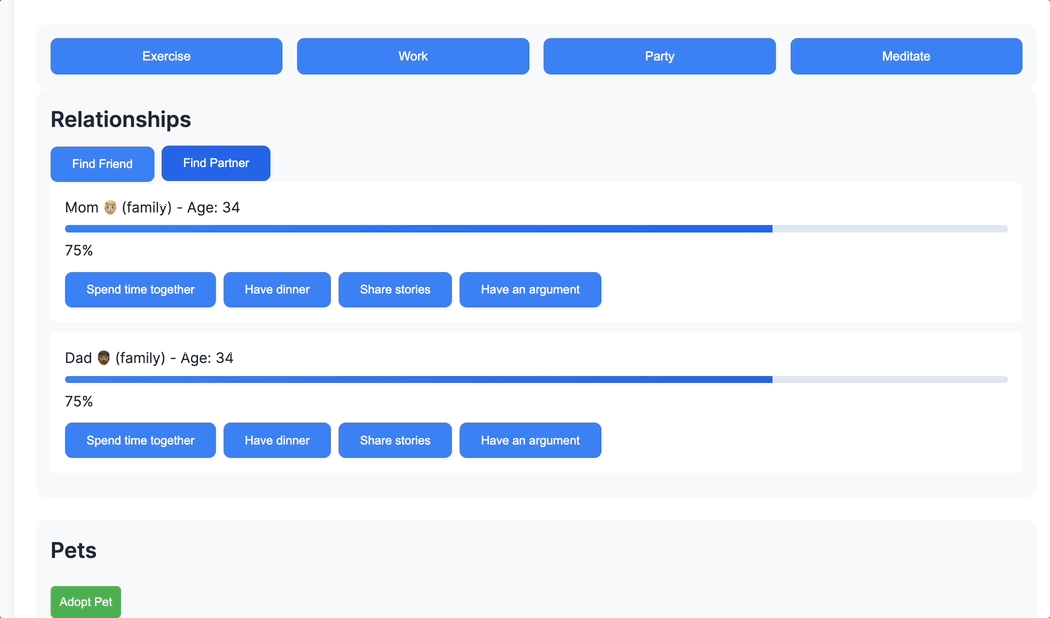 Exercise Work Party Meditate
Relationships
Find Friend Find Partner
Mom 👨🏼‍🦳 (family) - Age: 34
75%
Spend time together Have dinner Share stories Have an argument
Dad 🧔🏾 (family) - Age: 34
75%
Spend time together Have dinner Share stories Have an argument
Pets
Adopt Pet